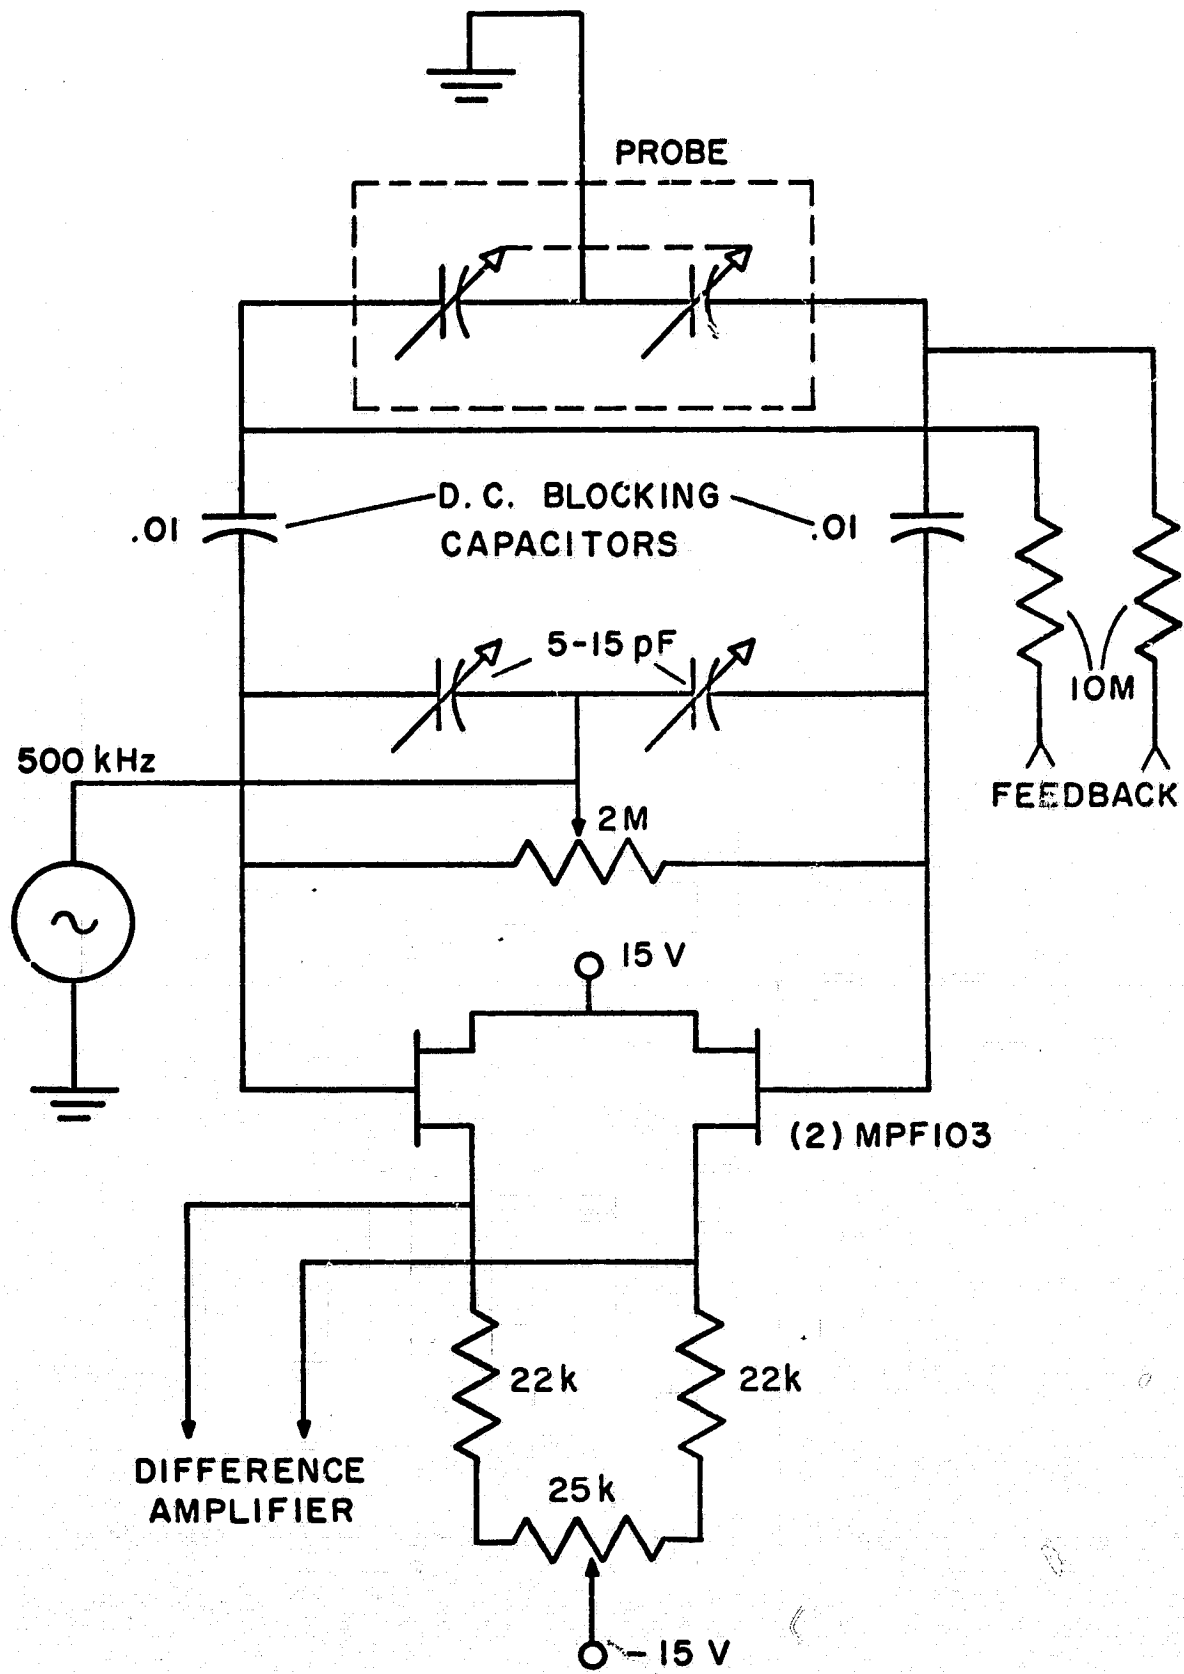 PROBE
D.C. BLOCKING
CAPACITORS
.01
.01
5-15 pF
10M
500 kHz
FEEDBACK
2M
15 V
(2) MPF103
22k
22k
DIFFERENCE
AMPLIFIER
25k
- 15 V